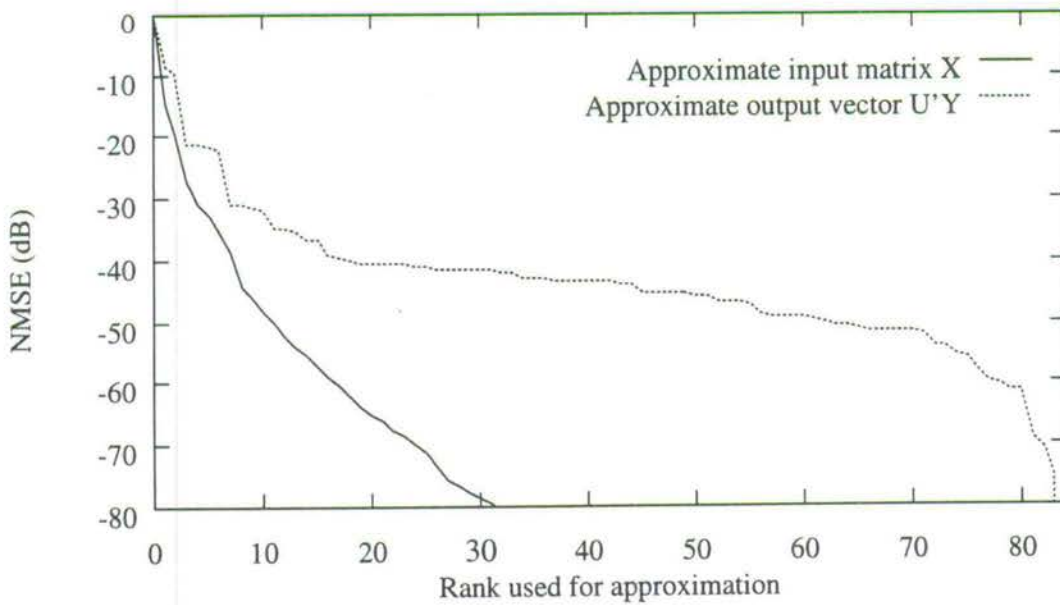 0
-10
-20
-30
-40
-50
-60
-70
-80
NMSE (dB)
Approximate input matrix X
Approximate output vector U'Y
0 10 20 30 40 50 60 70 80
Rank used for approximation